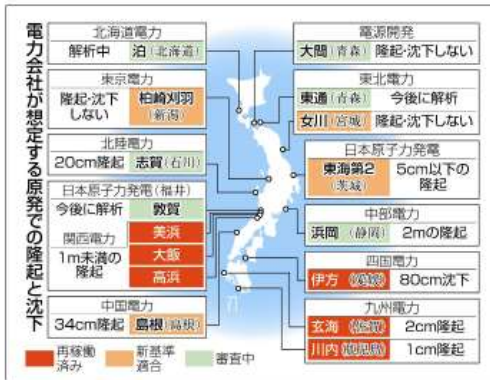 電力会社が想定する原発での隆起と沈下
北海道電力
解析中 泊(北海道)
東京電力
隆起・沈下しない 柏崎刈羽(新潟)
北陸電力
20cm隆起 志賀(石川)
日本原子力発電(福井)
今後に解析 敦賀
関西電力
1m未満の隆起
美浜
大飯
高浜
中国電力
34cm隆起 島根(島根)
電源開発
大間(青森) 隆起・沈下しない
東北電力
東通(青森) 今後に解析
女川(宮城) 隆起・沈下しない
日本原子力発電
東海第2(茨城) 5cm以下の隆起
中部電力
浜岡(静岡) 2mの隆起
四国電力
伊方(愛媛) 80cm沈下
九州電力
玄海(佐賀) 2cm隆起
川内(鹿児島) 1cm隆起
再稼働済み
新基準適合
審査中